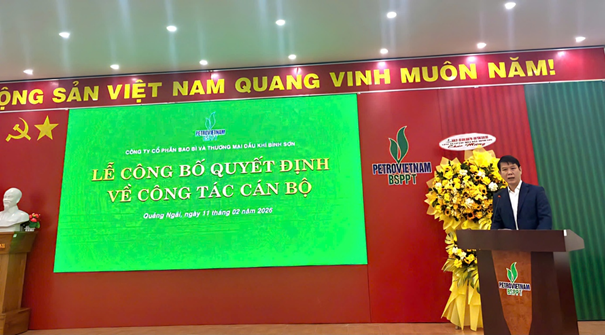 CỘNG SẢN VIỆT NAM QUANG VINH MUÔN NĂM!
PETROVIETNAM
CÔNG TY CỔ PHẦN BAO BÌ VÀ THƯƠNG MẠI DẦU KHÍ BÌNH SƠN
LỄ CÔNG BỐ QUYẾT ĐỊNH
VỀ CÔNG TÁC CÁN BỘ
Quảng Ngãi, ngày 11 tháng 02 năm 2026
PETROVIETNAM
BSPPT
PETROVIETNAM
BSPPT